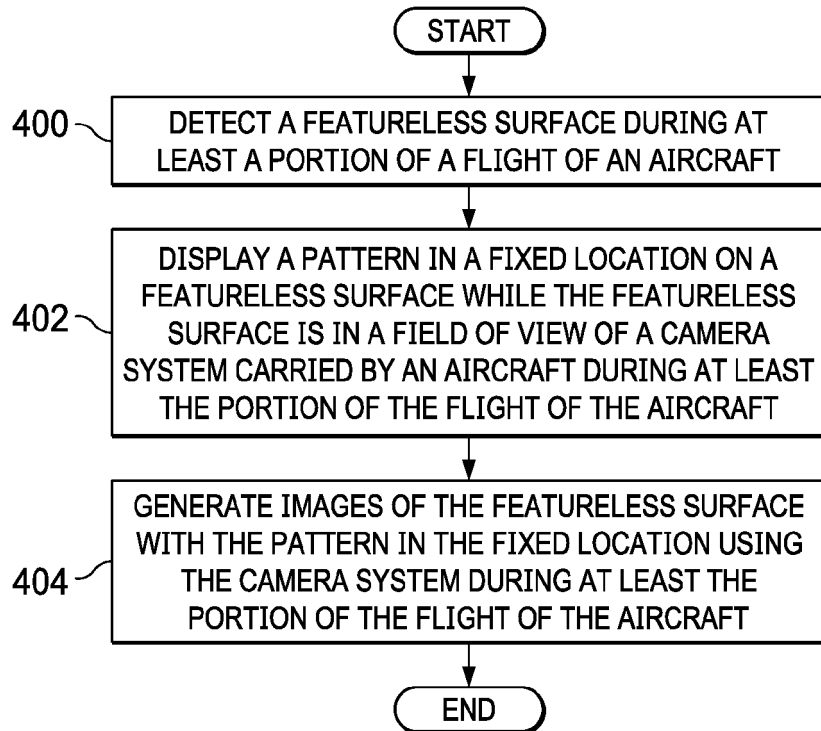 START
400
DETECT A FEATURELESS SURFACE DURING AT
LEAST A PORTION OF A FLIGHT OF AN AIRCRAFT
402
DISPLAY A PATTERN IN A FIXED LOCATION ON A
FEATURELESS SURFACE WHILE THE FEATURELESS
SURFACE IS IN A FIELD OF VIEW OF A CAMERA
SYSTEM CARRIED BY AN AIRCRAFT DURING AT LEAST
THE PORTION OF THE FLIGHT OF THE AIRCRAFT
404
GENERATE IMAGES OF THE FEATURELESS SURFACE
WITH THE PATTERN IN THE FIXED LOCATION USING
THE CAMERA SYSTEM DURING AT LEAST THE
PORTION OF THE FLIGHT OF THE AIRCRAFT
END